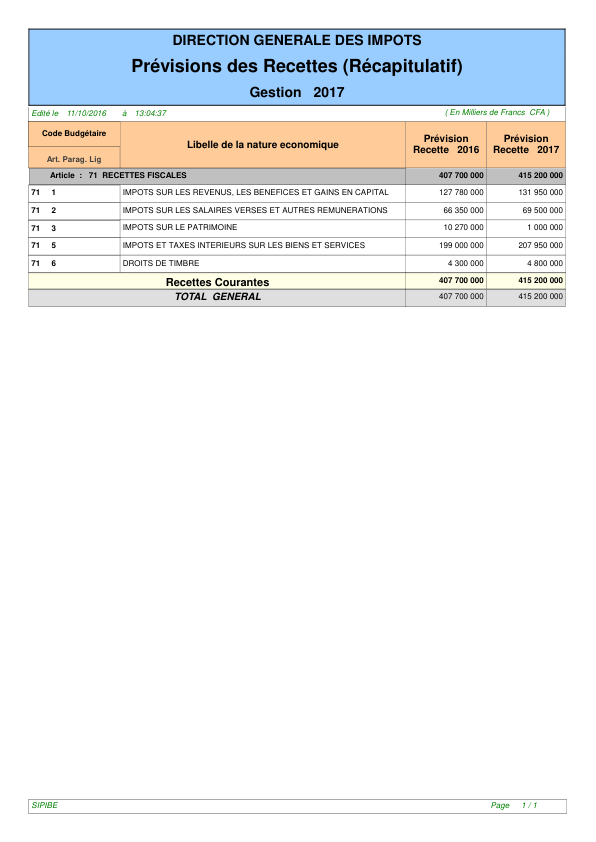 DIRECTION GENERALE DES IMPOTS
Prévisions des Recettes (Récapitulatif)
Gestion 2017
Edité le 11/10/2016 à 13:04:37 ( En Milliers de Francs CFA )
Code Budgétaire
Art. Parag. Lig
Libelle de la nature economique
Prévision Recette 2016
Prévision Recette 2017
Article : 71 RECETTES FISCALES 407 700 000 415 200 000
71 1 IMPOTS SUR LES REVENUS, LES BENEFICES ET GAINS EN CAPITAL 127 780 000 131 950 000
71 2 IMPOTS SUR LES SALAIRES VERSES ET AUTRES REMUNERATIONS 66 350 000 69 500 000
71 3 IMPOTS SUR LE PATRIMOINE 10 270 000 1 000 000
71 5 IMPOTS ET TAXES INTERIEURS SUR LES BIENS ET SERVICES 199 000 000 207 950 000
71 6 DROITS DE TIMBRE 4 300 000 4 800 000
Recettes Courantes 407 700 000 415 200 000
TOTAL GENERAL 407 700 000 415 200 000
SIPIBE Page 1 / 1